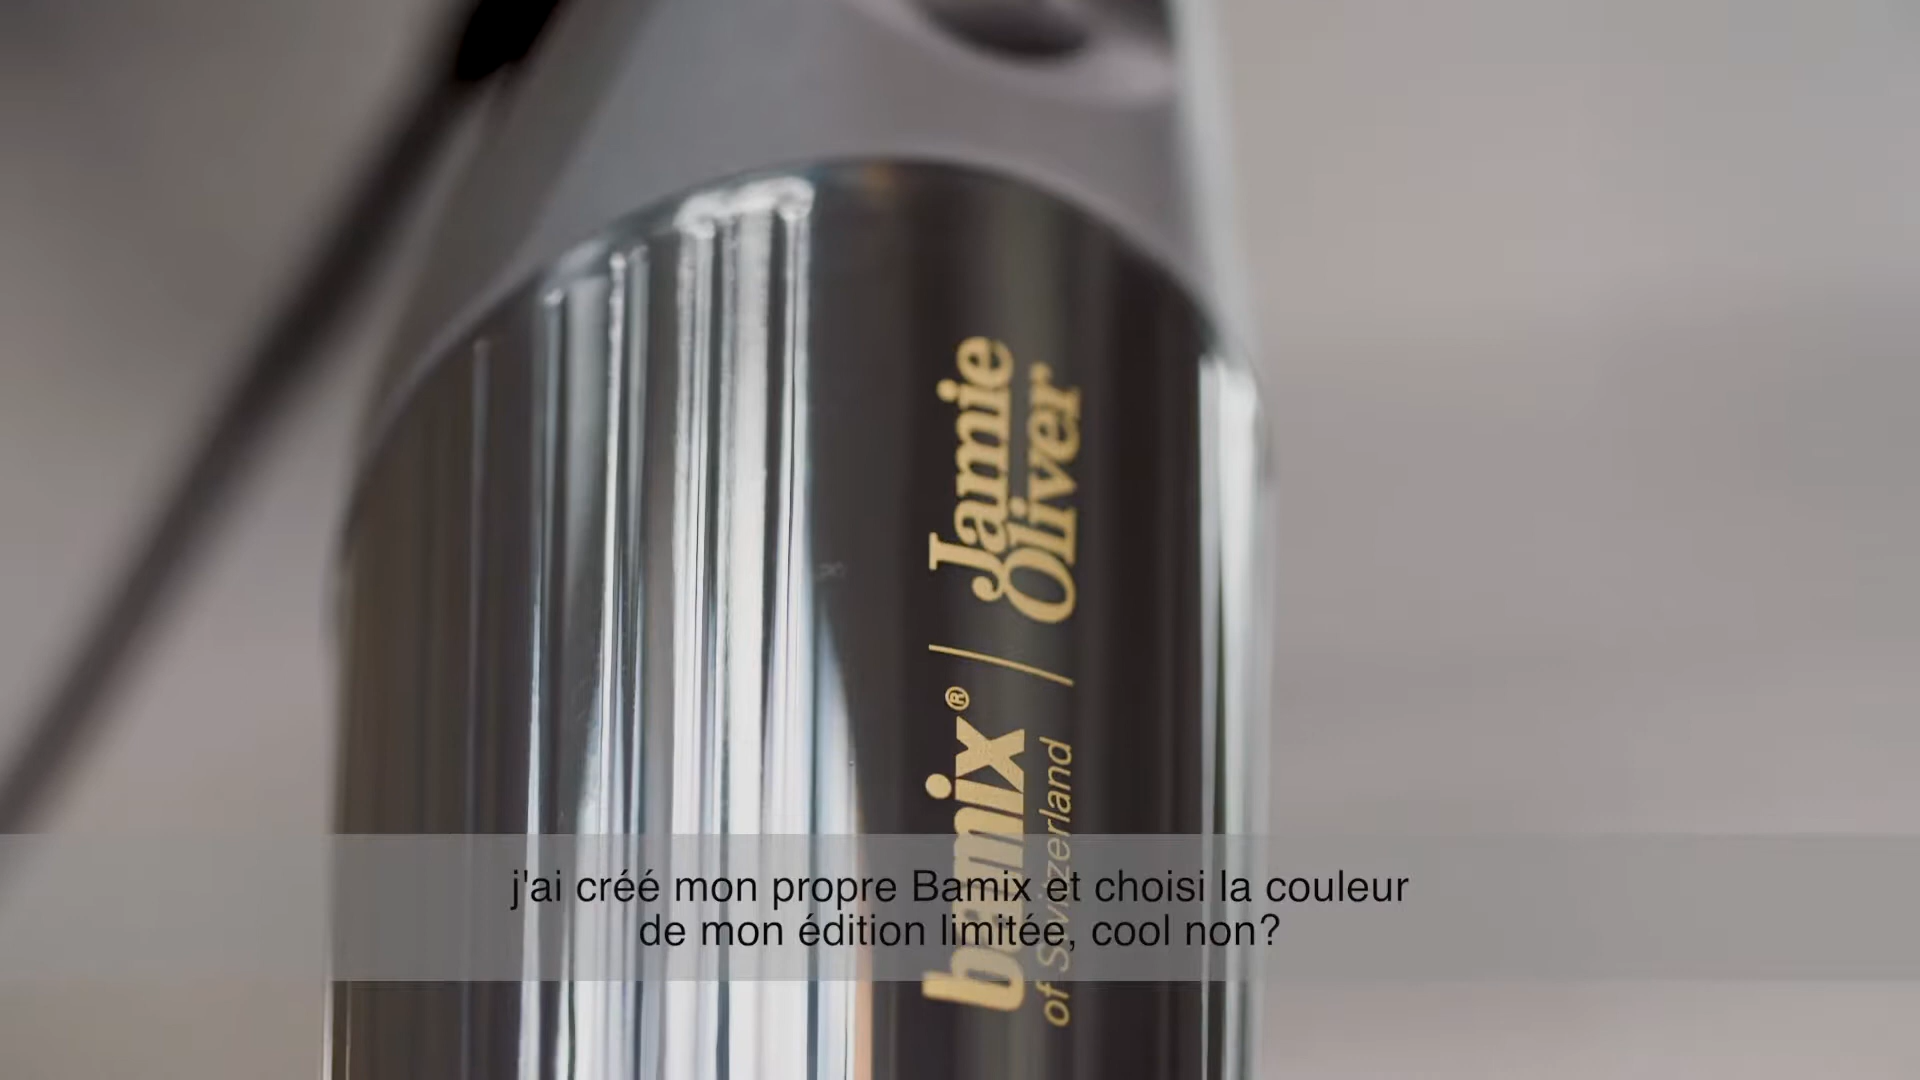 Jamie
Oliver
bamix®
of Switzerland
j'ai créé mon propre Bamix et choisi la couleur
de mon édition limitée, cool non?